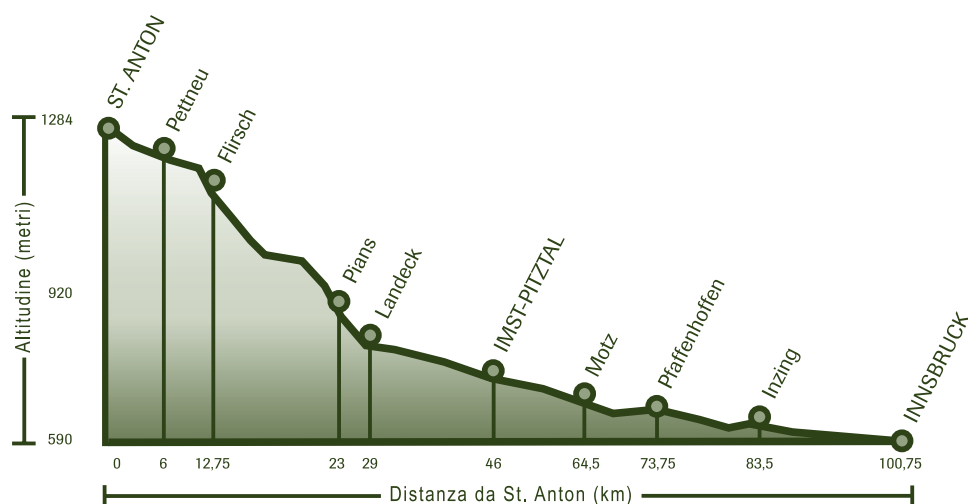 ST. ANTON
Pettneu
Flirsch
Pians
Landeck
IMST-PITZTAL
Motz
Pfaffenhoffen
Inzing
INNSBRUCK
Altitudine (metri)
1284
920
590
0 6 12,75 23 29 46 64,5 73,75 83,5 100,75
Distanza da St, Anton (km)